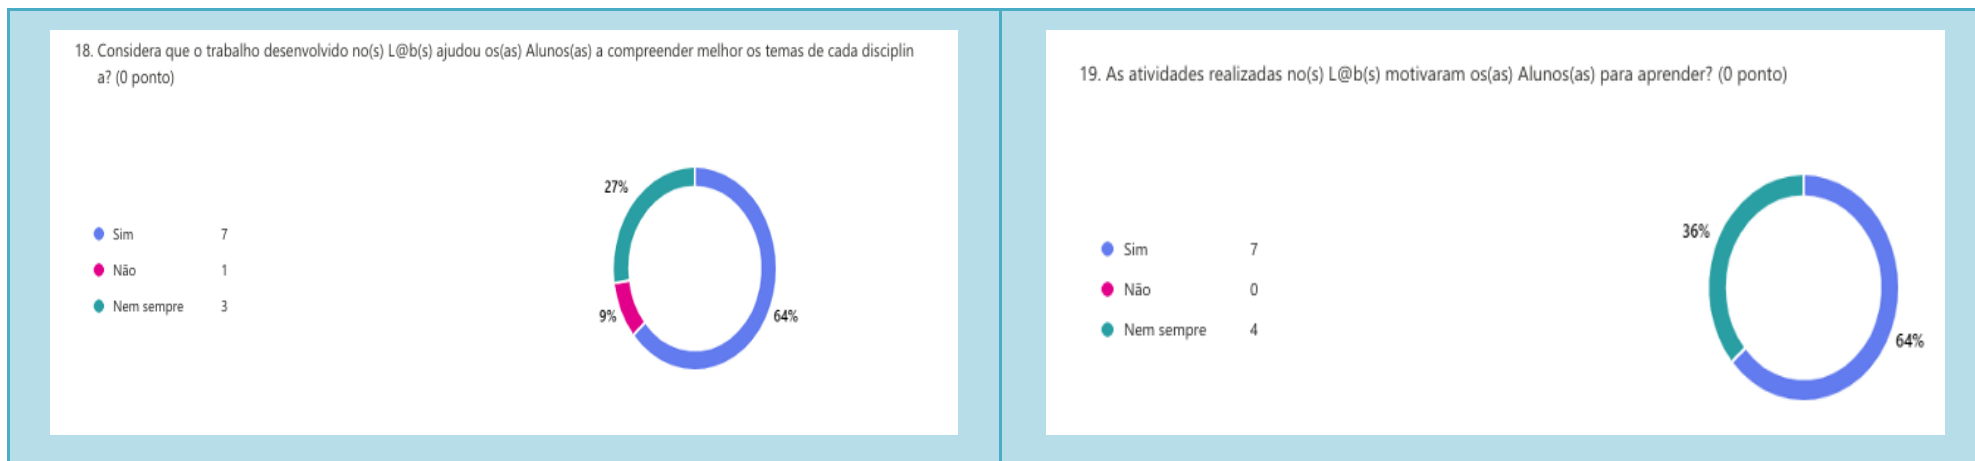 18. Considera que o trabalho desenvolvido no(s) L@b(s) ajudou os(as) Alunos(as) a compreender melhor os temas de cada disciplin
a? (0 ponto)
27%
Sim 7
Não 1
Nem sempre 3
9%
64%
19. As atividades realizadas no(s) L@b(s) motivaram os(as) Alunos(as) para aprender? (0 ponto)
36%
Sim 7
Não 0
Nem sempre 4
64%